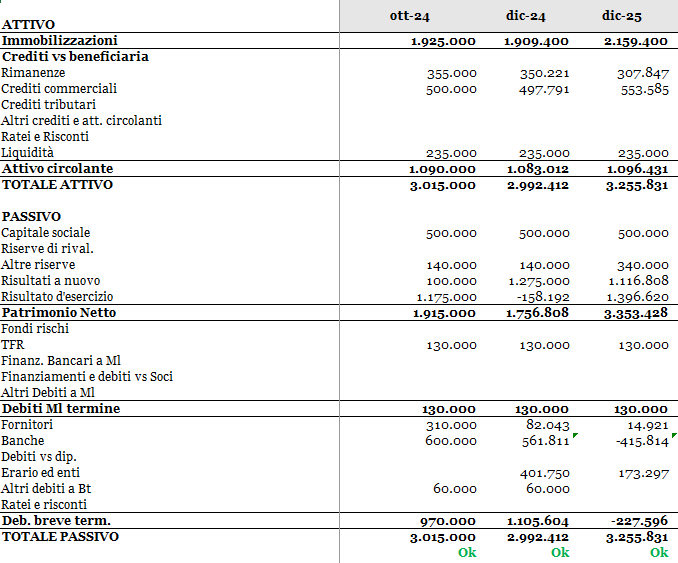 ATTIVO ott-24 dic-24 dic-25
Immobilizzazioni 1.925.000 1.909.400 2.159.400
Crediti vs beneficiaria
Rimanenze 355.000 350.221 307.847
Crediti commerciali 500.000 497.791 553.585
Crediti tributari
Altri crediti e att. circolanti
Ratei e Risconti
Liquidità 235.000 235.000 235.000
Attivo circolante 1.090.000 1.083.012 1.096.431
TOTALE ATTIVO 3.015.000 2.992.412 3.255.831
PASSIVO
Capitale sociale 500.000 500.000 500.000
Riserve di rival.
Altre riserve 140.000 140.000 340.000
Risultati a nuovo 100.000 1.275.000 1.116.808
Risultato d'esercizio 1.175.000 -158.192 1.396.620
Patrimonio Netto 1.915.000 1.756.808 3.353.428
Fondi rischi
TFR 130.000 130.000 130.000
Finanz. Bancari a Ml
Finanziamenti e debiti vs Soci
Altri Debiti a Ml
Debiti Ml termine 130.000 130.000 130.000
Fornitori 310.000 82.043 14.921
Banche 600.000 561.811 -415.814
Debiti vs dip.
Erario ed enti 401.750 173.297
Altri debiti a Bt 60.000 60.000
Ratei e risconti
Deb. breve term. 970.000 1.105.604 -227.596
TOTALE PASSIVO 3.015.000 2.992.412 3.255.831
Ok Ok Ok